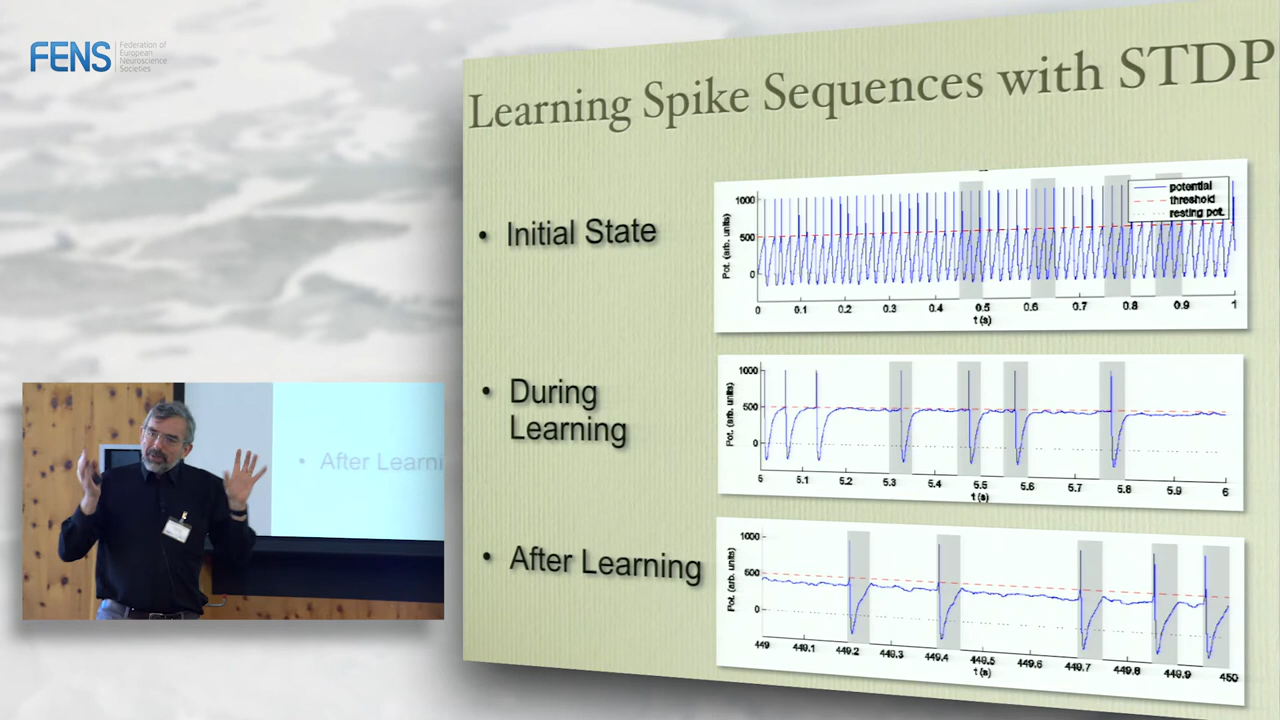 FENS
Federation of
European
Neuroscience
Societies
Learning Spike Sequences with STDP
• Initial State
1000
500
0
Pot. (arb. units)
potential
threshold
resting pot.
0 0.1 0.2 0.3 0.4 0.5 0.6 0.7 0.8 0.9 1
t (s)
• During
Learning
1000
500
0
Pot. (arb. units)
5 5.1 5.2 5.3 5.4 5.5 5.6 5.7 5.8 5.9 6
t (s)
• After Learning
1000
500
0
Pot. (arb. units)
449 449.1 449.2 449.3 449.4 449.5 449.6 449.7 449.8 449.9 450
t (s)
• After Learni